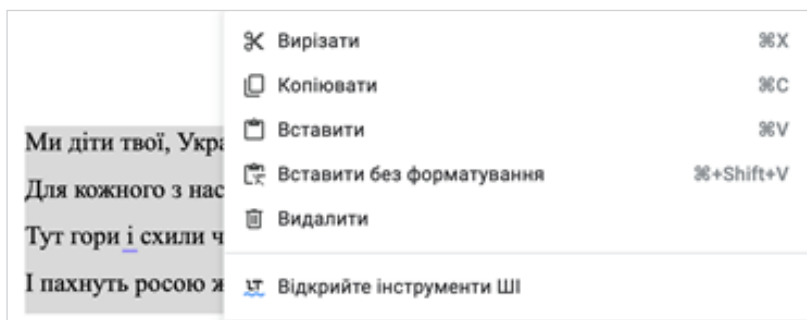 Вирізати ⌘X
Копіювати ⌘C
Вставити ⌘V
Вставити без форматування ⌘+Shift+V
Видалити
Відкрийте інструменти ШІ
Ми діти твої,
Для кожного з нас
Тут гори і схили
І пахнуть росою